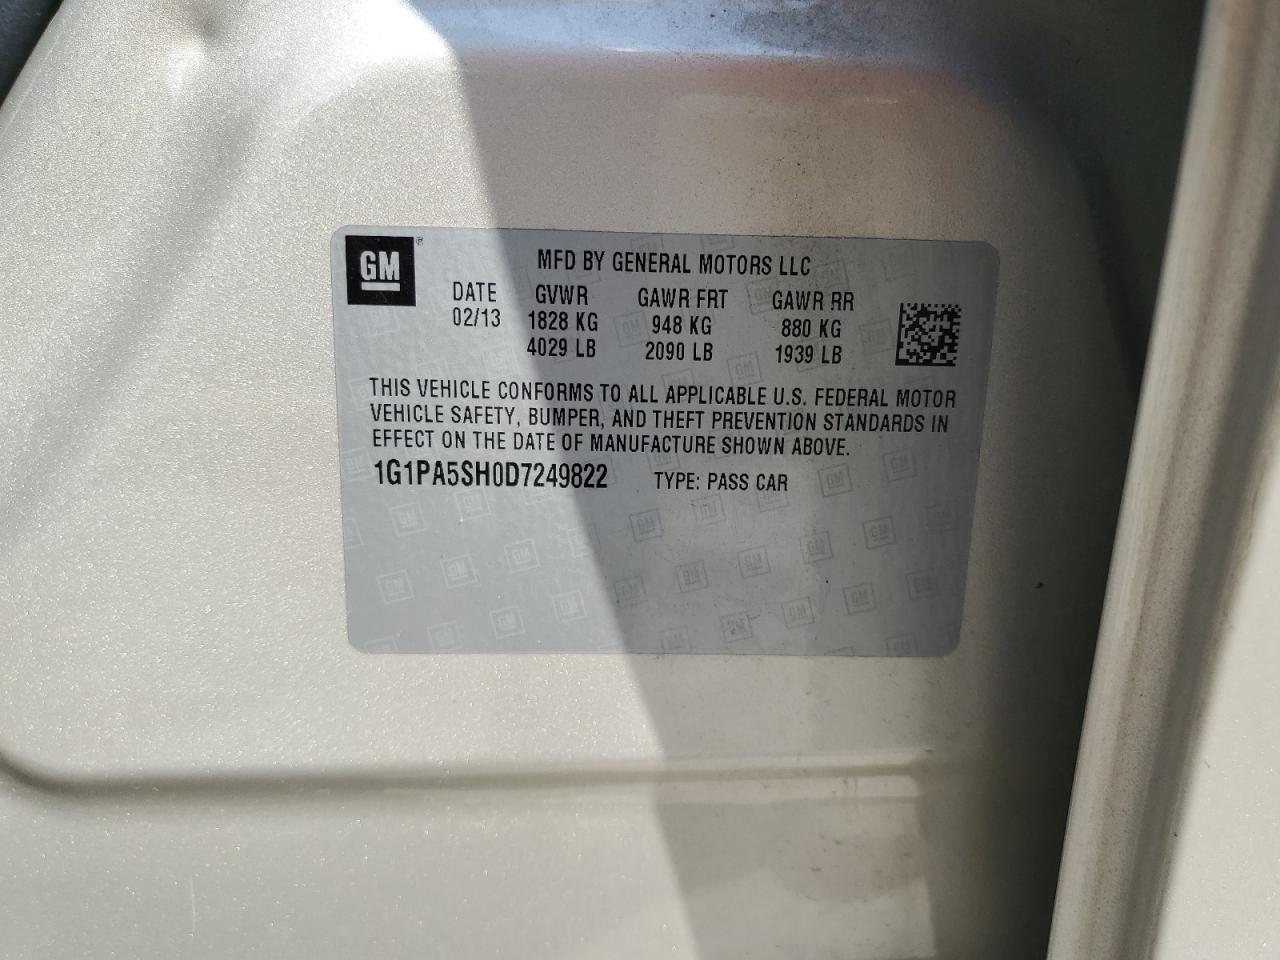 GM®
MFD BY GENERAL MOTORS LLC
DATE GVWR GAWR FRT GAWR RR
02/13 1828 KG 948 KG 880 KG
4029 LB 2090 LB 1939 LB
THIS VEHICLE CONFORMS TO ALL APPLICABLE U.S. FEDERAL MOTOR
VEHICLE SAFETY, BUMPER, AND THEFT PREVENTION STANDARDS IN
EFFECT ON THE DATE OF MANUFACTURE SHOWN ABOVE.
1G1PA5SH0D7249822 TYPE: PASS CAR